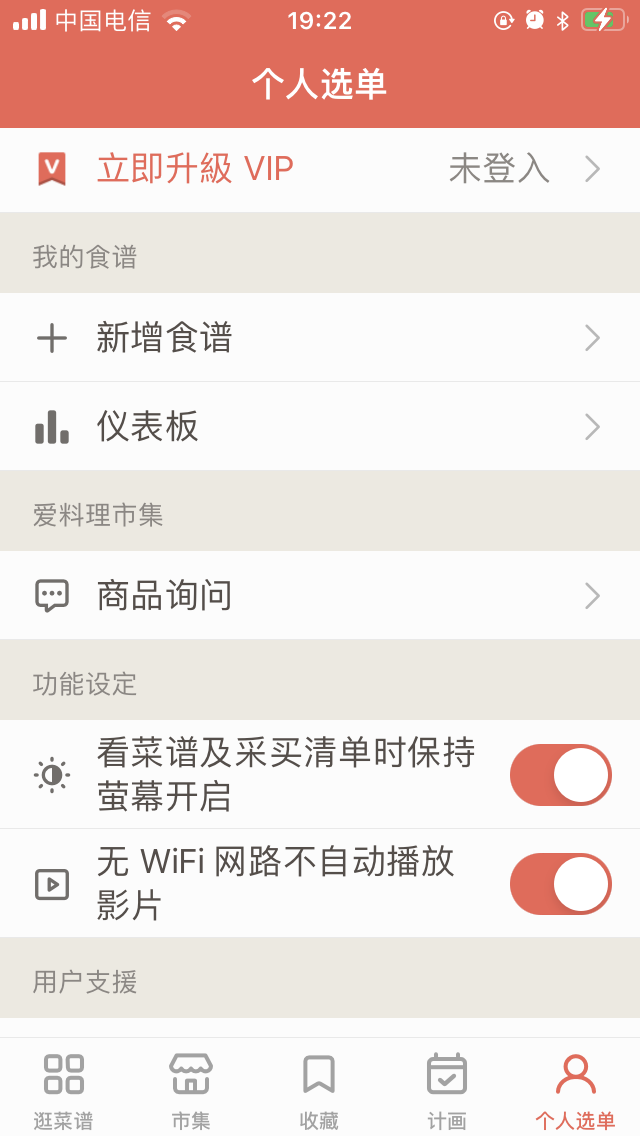 中国电信
19:22
个人选单
立即升級 VIP
未登入
我的食谱
新增食谱
仪表板
爱料理市集
商品询问
功能设定
看菜谱及采买清单时保持
萤幕开启
无 WiFi 网路不自动播放
影片
用户支援
逛菜谱
市集
收藏
计画
个人选单